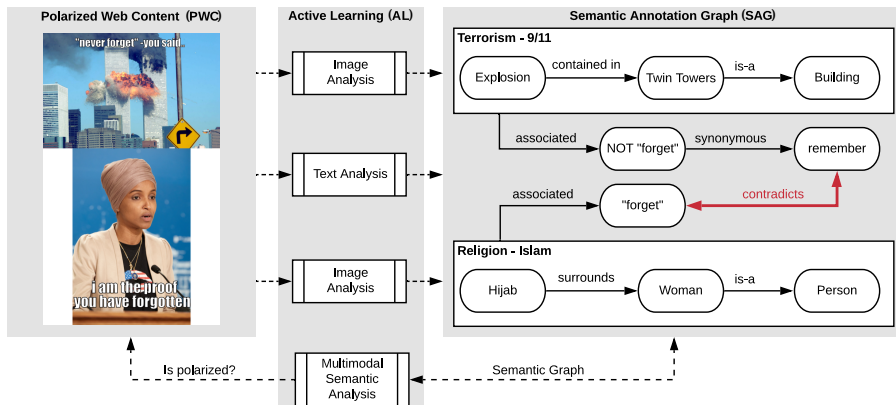 Polarized Web Content (PWC)
Active Learning (AL)
Semantic Annotation Graph (SAG)
"never forget" -you said..
i am the proof
you have forgotten
Image
Analysis
Text Analysis
Image
Analysis
Multimodal
Semantic
Analysis
Terrorism - 9/11
Explosion
contained in
Twin Towers
is-a
Building
associated
NOT "forget"
synonymous
remember
associated
"forget"
contradicts
Religion - Islam
Hijab
surrounds
Woman
is-a
Person
Is polarized?
Semantic Graph